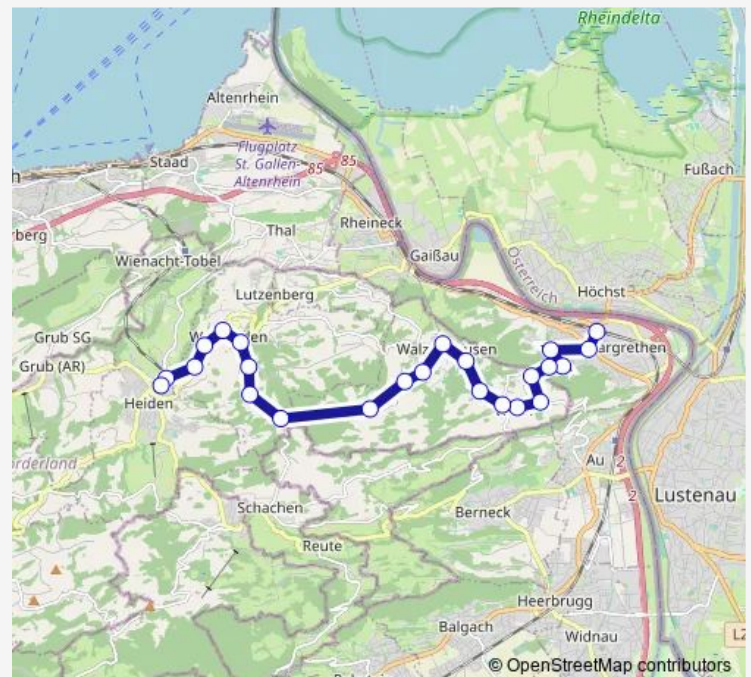 Rheindelta
Altenrhein
Flugplatz
St. Gallen-
Altenrhein
85
85
Staad
Fußach
Rheineck
Thal
Gaißau
Österreich
Wienacht-Tobel
Höchst
Lutzenberg
Grub SG
Grub (AR)
Heiden
Au
2
2
Lustenau
Schachen
Berneck
Reute
Heerbrugg
Balgach
Widnau
© OpenStreetMap contributors